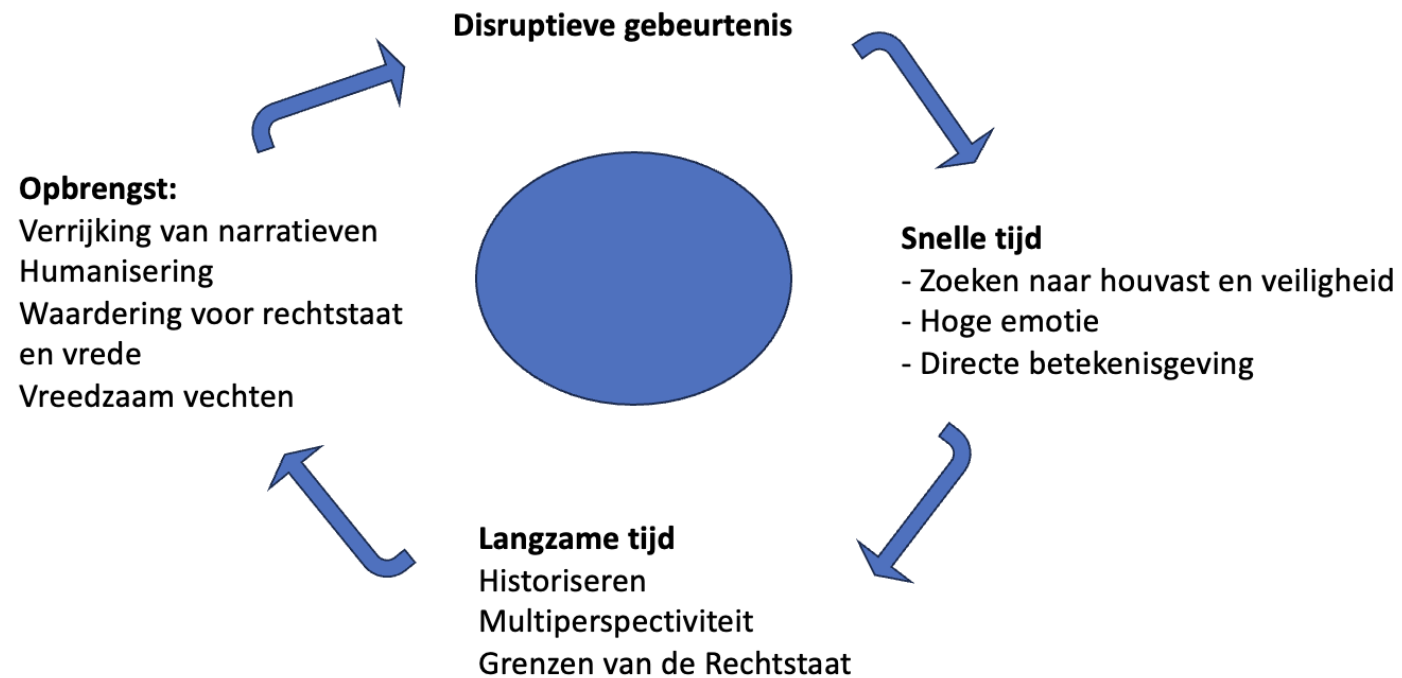 Disruptieve gebeurtenis
Snelle tijd
- Zoeken naar houvast en veiligheid
- Hoge emotie
- Directe betekenisgeving
Langzame tijd
Historiseren
Multiperspectiviteit
Grenzen van de Rechtstaat
Opbrengst:
Verrijking van narratieven
Humanisering
Waardering voor rechtstaat
en vrede
Vreedzaam vechten